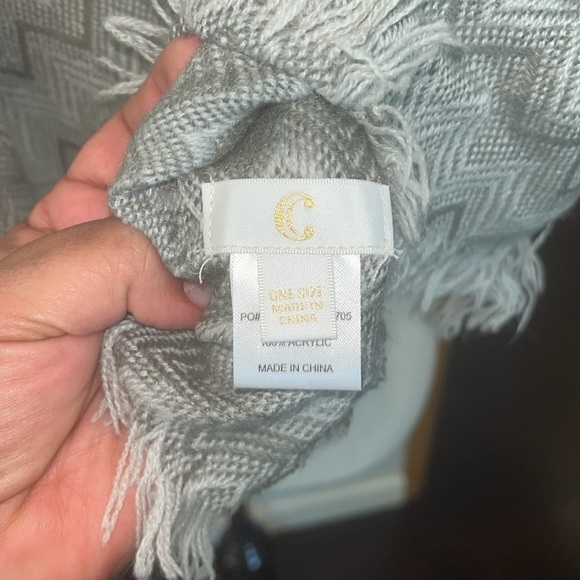 C
ONE SIZE
MADE IN
CHINA
PO# 705
100% ACRYLIC
MADE IN CHINA